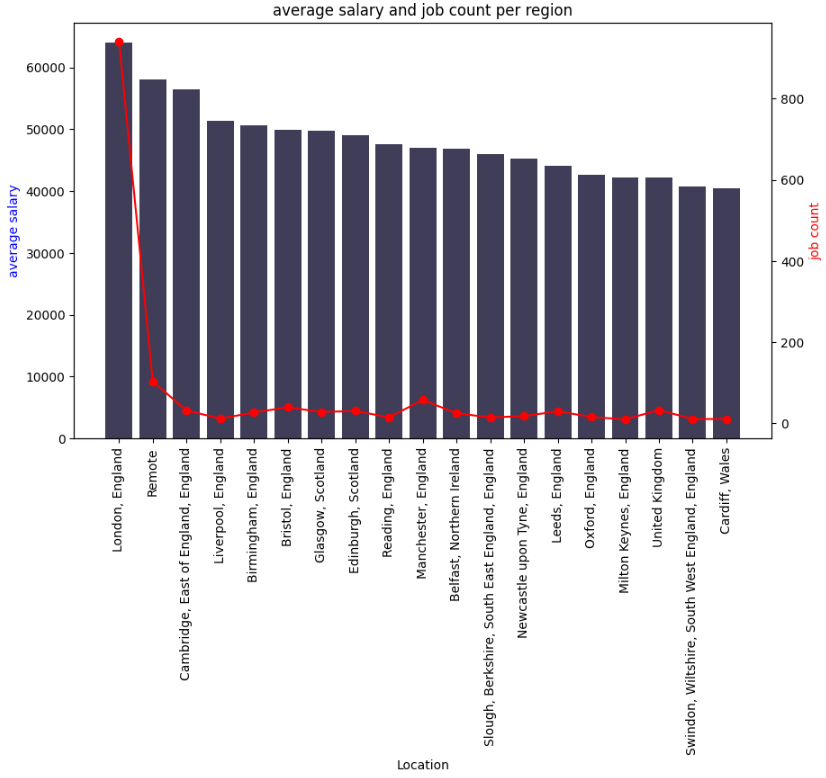 average salary and job count per region
average salary
60000
50000
40000
30000
20000
10000
0
800
600
400
200
0
job count
London, England
Remote
Cambridge, East of England, England
Liverpool, England
Birmingham, England
Bristol, England
Glasgow, Scotland
Edinburgh, Scotland
Reading, England
Manchester, England
Belfast, Northern Ireland
Slough, Berkshire, South East England, England
Newcastle upon Tyne, England
Leeds, England
Oxford, England
Milton Keynes, England
United Kingdom
Swindon, Wiltshire, South West England, England
Cardiff, Wales
Location